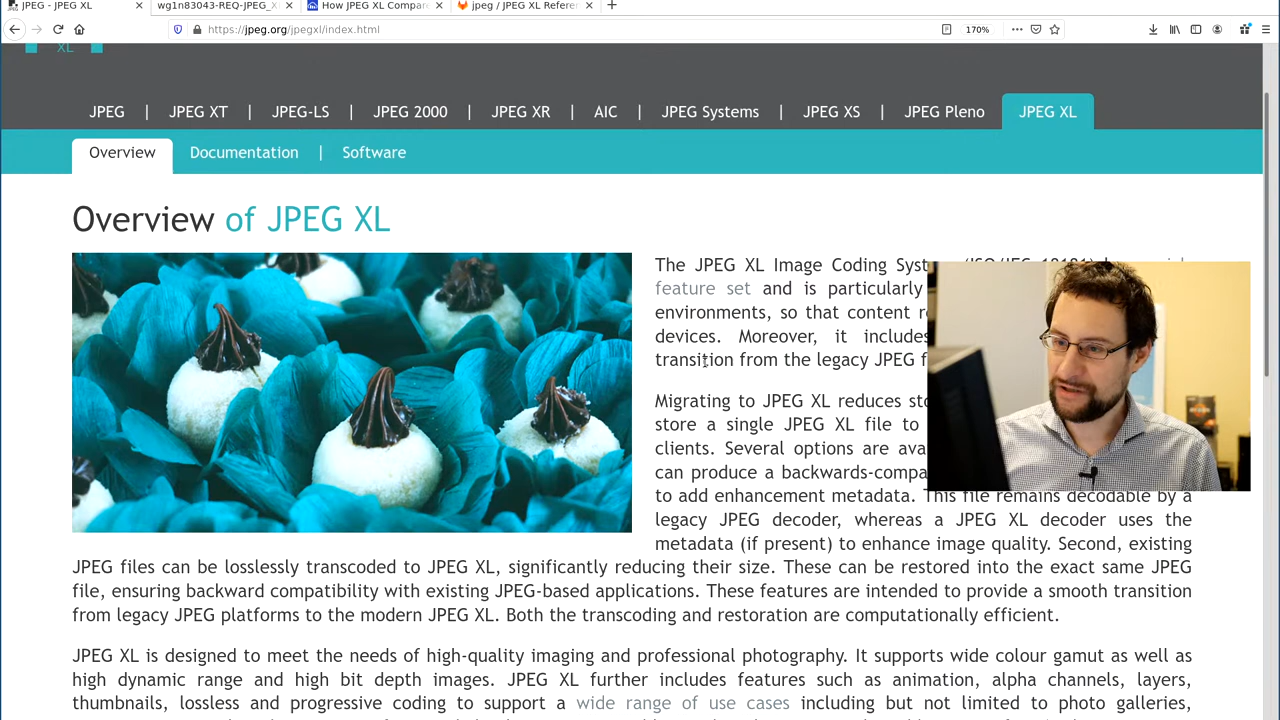 JPEG - JPEG XL
wg1n83043-REQ-JPEG_X
How JPEG XL Compar
jpeg / JPEG XL Refere
https://jpeg.org/jpegxl/index.html
170%
XL
JPEG | JPEG XT | JPEG-LS | JPEG 2000 | JPEG XR | AIC | JPEG Systems | JPEG XS | JPEG Pleno JPEG XL
Overview Documentation | Software
Overview of JPEG XL
The JPEG XL Image Coding Syst
feature set and is particularly
environments, so that content r
devices. Moreover, it includes
transition from the legacy JPEG f
Migrating to JPEG XL reduces sto
store a single JPEG XL file to
clients. Several options are ava
can produce a backwards-compa
to add enhancement metadata. This file remains decodable by a
legacy JPEG decoder, whereas a JPEG XL decoder uses the
metadata (if present) to enhance image quality. Second, existing
JPEG files can be losslessly transcoded to JPEG XL, significantly reducing their size. These can be restored into the exact same JPEG
file, ensuring backward compatibility with existing JPEG-based applications. These features are intended to provide a smooth transition
from legacy JPEG platforms to the modern JPEG XL. Both the transcoding and restoration are computationally efficient.
JPEG XL is designed to meet the needs of high-quality imaging and professional photography. It supports wide colour gamut as well as
high dynamic range and high bit depth images. JPEG XL further includes features such as animation, alpha channels, layers,
thumbnails, lossless and progressive coding to support a wide range of use cases including but not limited to photo galleries,